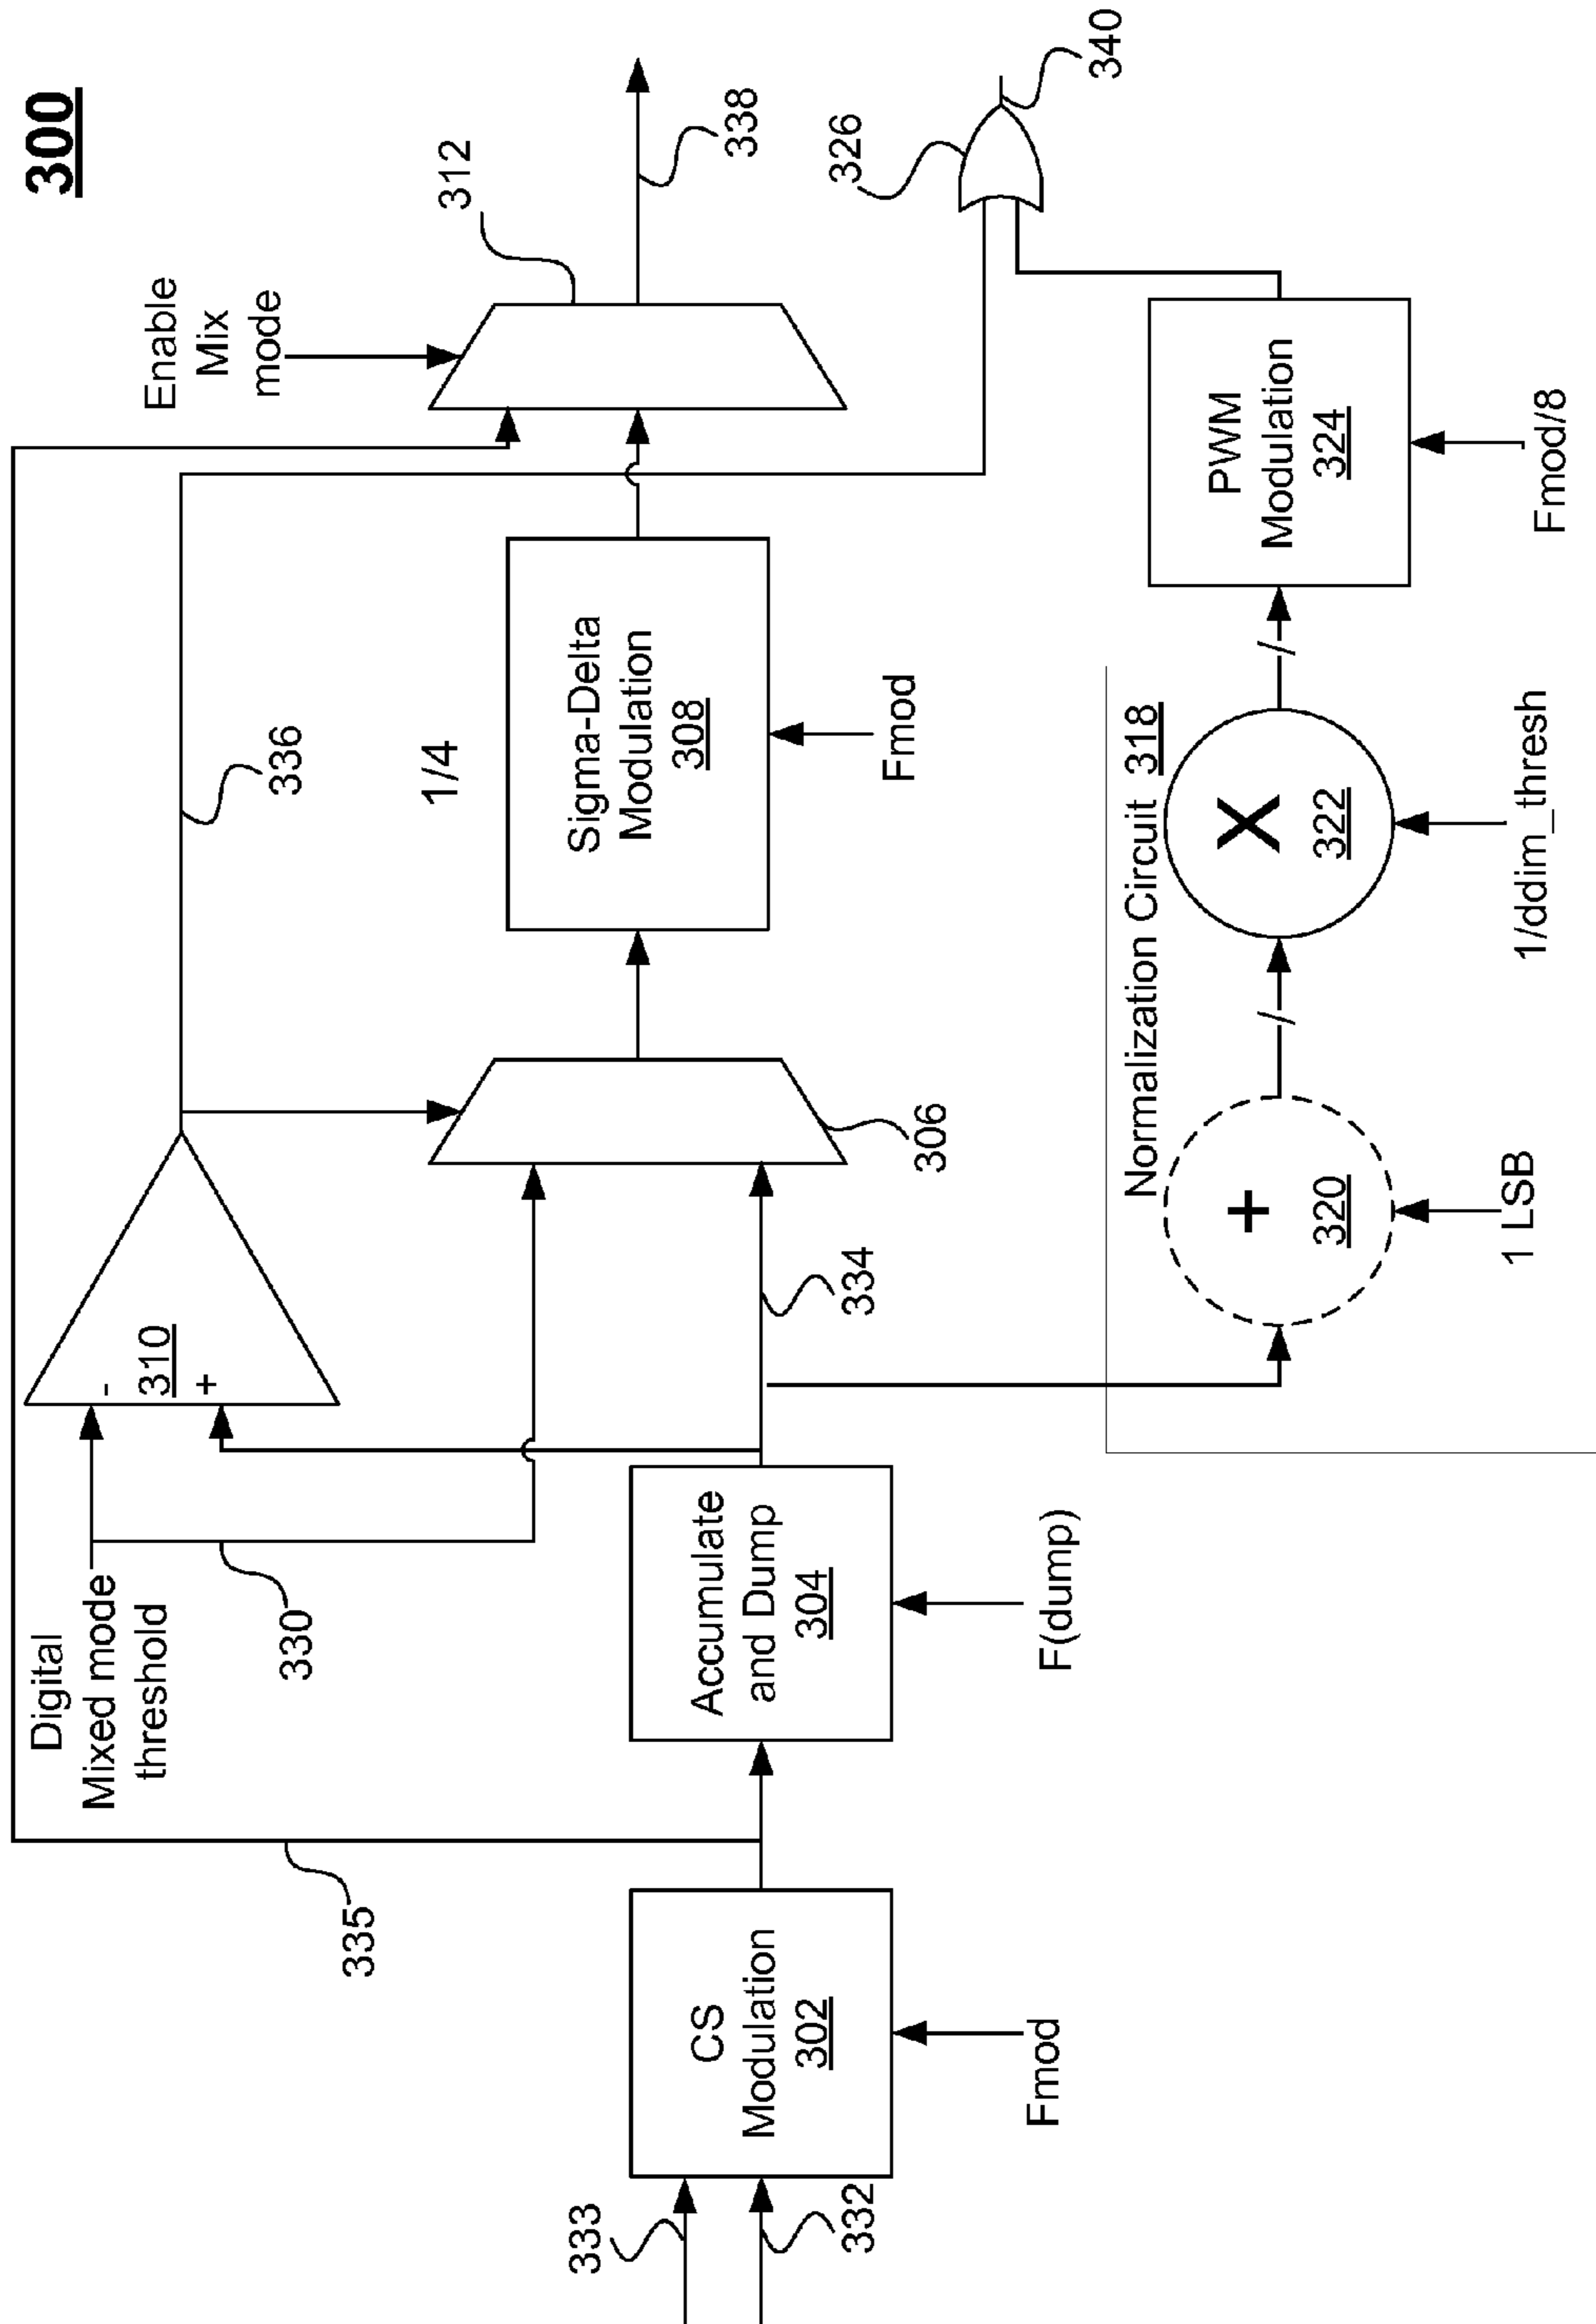 300
Digital
Mixed mode
threshold
330
-
310
+
336
335
Enable
Mix
mode
312
338
1/4
333
332
CS
Modulation
302
Fmod
Accumulate
and Dump
304
F(dump)
334
306
Sigma-Delta
Modulation
308
Fmod
326
340
Normalization Circuit 318
+
320
1 LSB
/
X
322
1/ddim_thresh
/
PWM
Modulation
324
Fmod/8